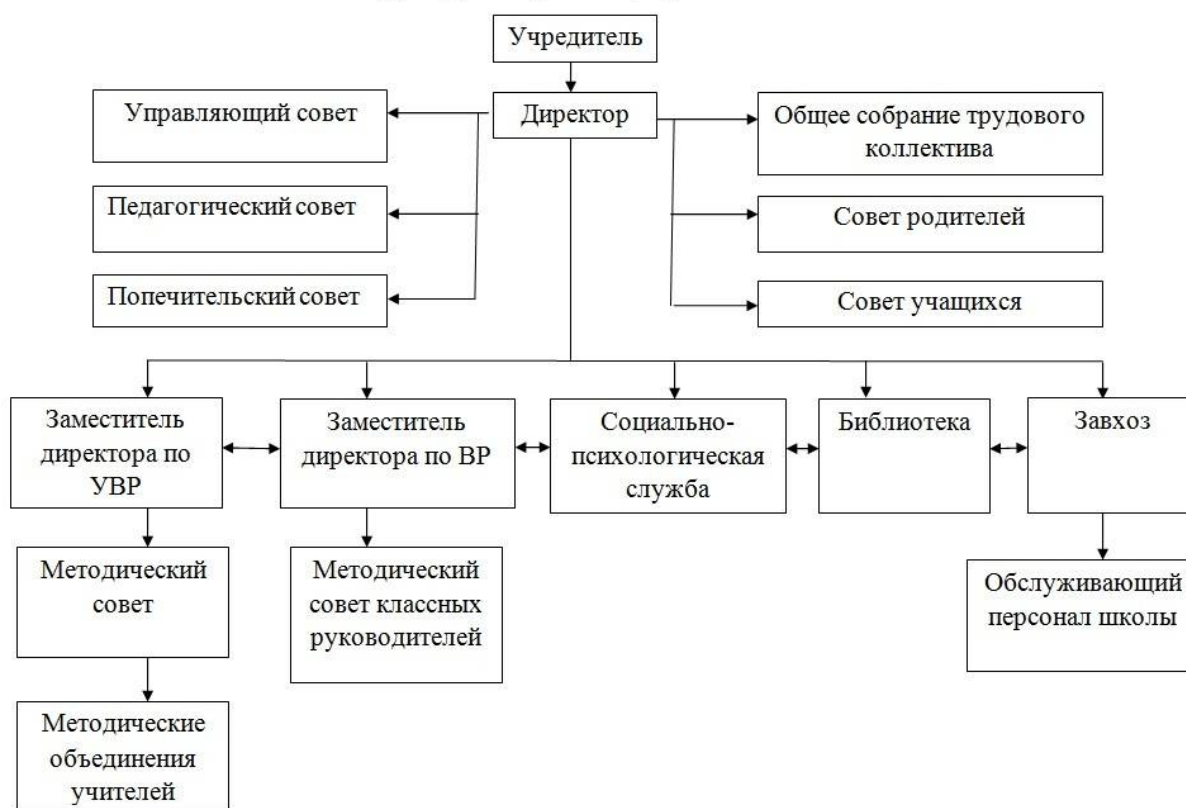 Учредитель
Директор
Управляющий совет
Общее собрание трудового
коллектива
Педагогический совет
Совет родителей
Попечительский совет
Совет учащихся
Заместитель
директора по
УВР
Заместитель
директора по ВР
Социально-
психологическая
служба
Библиотека
Завхоз
Методический
совет
Методический
совет классных
руководителей
Обслуживающий
персонал школы
Методические
объединения
учителей